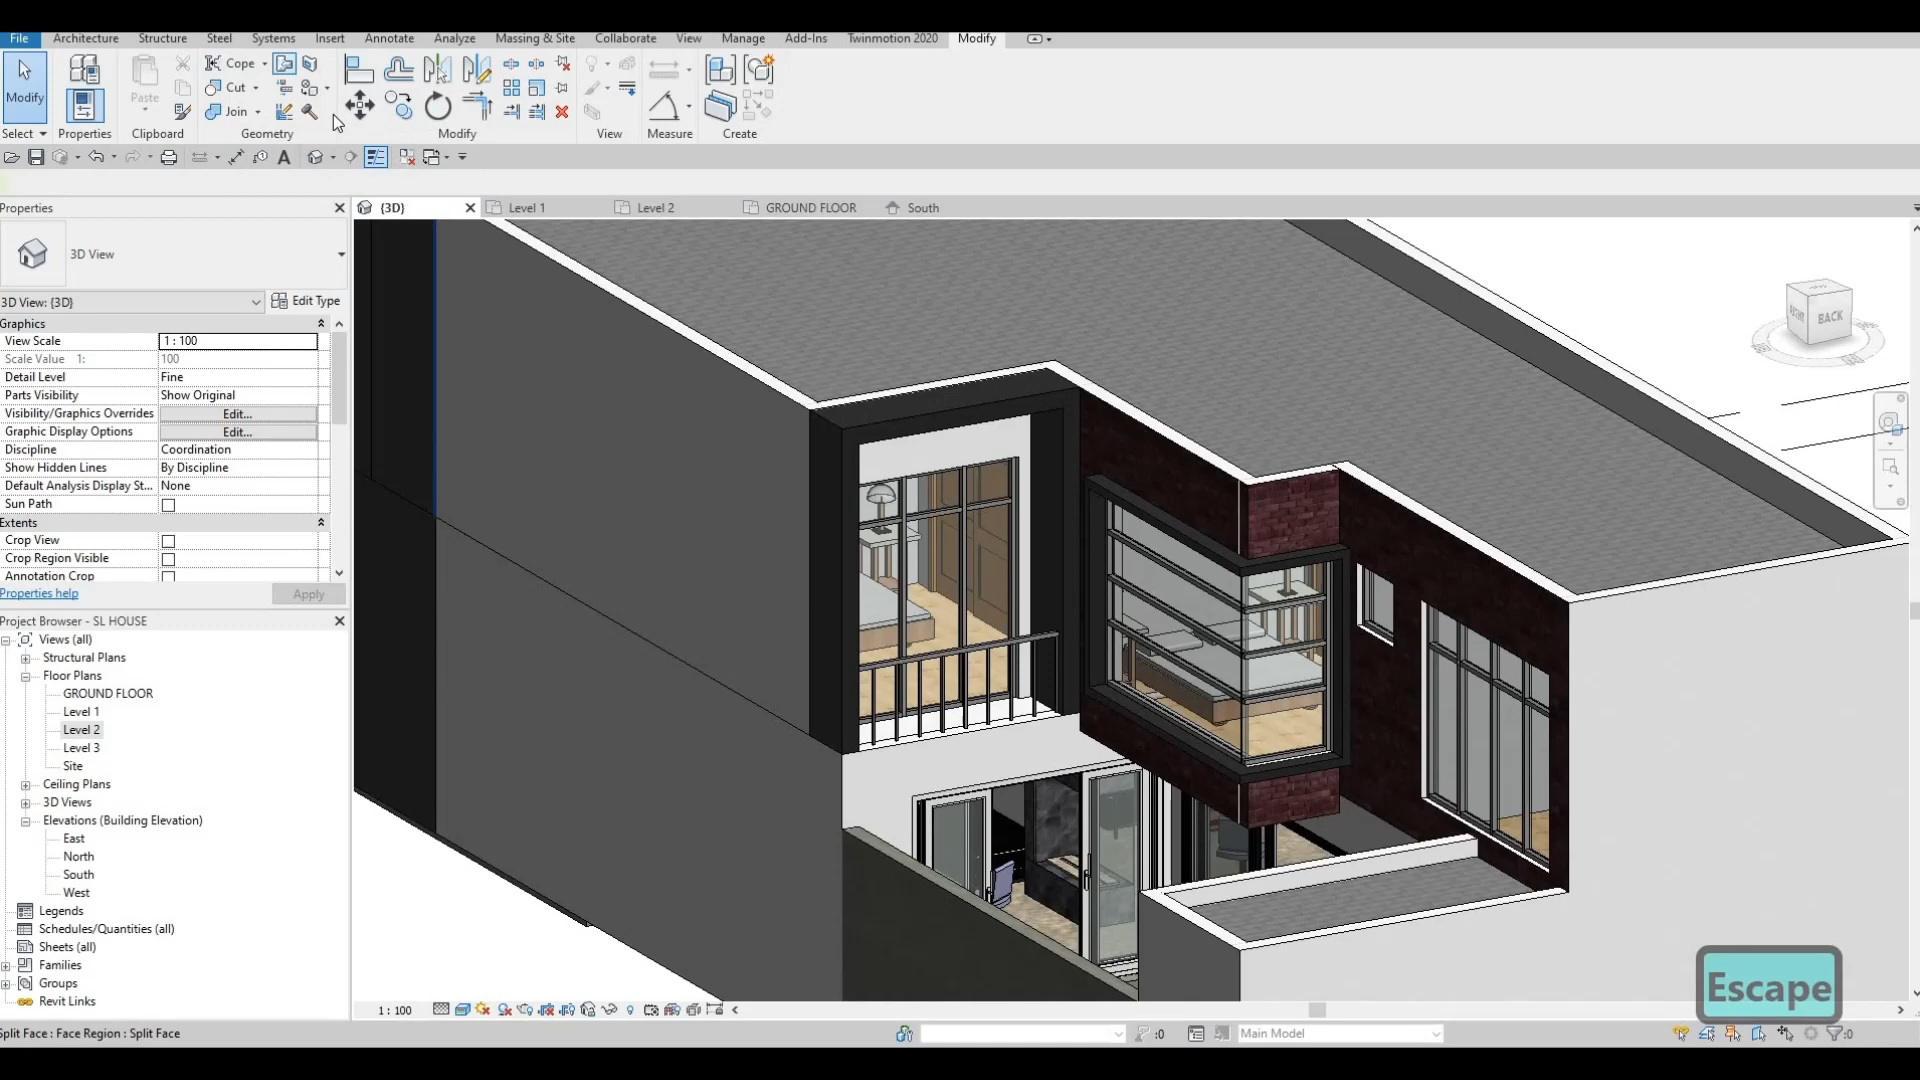 File Architecture Structure Steel Systems Insert Annotate Analyze Massing & Site Collaborate View Manage Add-Ins Twinmotion 2020 Modify
Modify Paste Cope
Cut
Join
Select Properties Clipboard Geometry Modify View Measure Create
Properties
{3D} Level 1 Level 2 GROUND FLOOR South
3D View
3D View: {3D} Edit Type
Graphics
View Scale 1 : 100
Scale Value 1: 100
Detail Level Fine
Parts Visibility Show Original
Visibility/Graphics Overrides Edit...
Graphic Display Options Edit...
Discipline Coordination
Show Hidden Lines By Discipline
Default Analysis Display St... None
Sun Path
Extents
Crop View
Crop Region Visible
Annotation Crop
Properties help Apply
Project Browser - SL HOUSE
Views (all)
Structural Plans
Floor Plans
GROUND FLOOR
Level 1
Level 2
Level 3
Site
Ceiling Plans
3D Views
Elevations (Building Elevation)
East
North
South
West
Legends
Schedules/Quantities (all)
Sheets (all)
Families
Groups
Revit Links
BACK
Escape
1 : 100
Split Face : Face Region : Split Face :0 Main Model :0